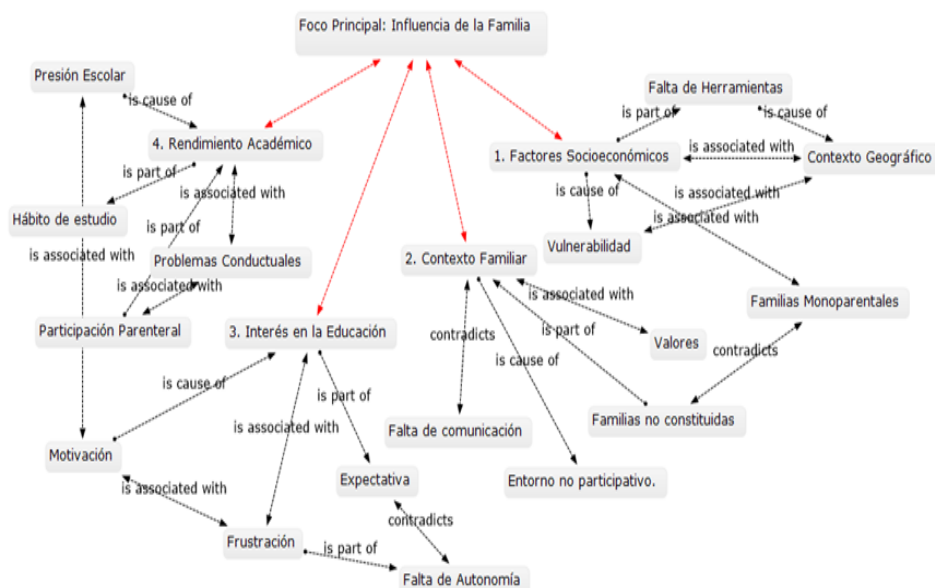 Foco Principal: Influencia de la Familia
Presión Escolar
Falta de Herramientas
is cause of
is part of
is cause of
4. Rendimiento Académico
1. Factores Socioeconómicos
is associated with
Contexto Geográfico
is part of
is associated with
is cause of
is associated with
Hábito de estudio
is part of
is associated with
Vulnerabilidad
is associated with
Problemas Conductuales
2. Contexto Familiar
is associated with
is associated with
Familias Monoparentales
Participación Parenteral
3. Interés en la Educación
contradicts
is part of
Valores
contradicts
is cause of
is cause of
is part of
Falta de comunicación
Familias no constituidas
is associated with
Motivación
Expectativa
Entorno no participativo.
is associated with
contradicts
Frustración
is part of
Falta de Autonomía